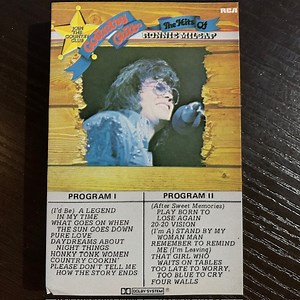 JOIN
THE
COUNTRY
CLUB
The Hits Of
RONNIE MILSAP
RCA
PROGRAM I
(I'd Be) A LEGEND
IN MY TIME
WHAT GOES ON WHEN
THE SUN GOES DOWN
PURE LOVE
DAYDREAMS ABOUT
NIGHT THINGS
HONKY TONK WOMEN
COUNTRY COOKIN'
PLEASE DON'T TELL ME
HOW THE STORY ENDS
PROGRAM II
(After Sweet Memories)
PLAY BORN TO
LOSE AGAIN
20-20 VISION
(I'm A) STAND BY MY
WOMAN MAN
REMEMBER TO REMIND
ME (I'm Leaving)
THAT GIRL WHO
WAITS ON TABLES
TOO LATE TO WORRY,
TOO BLUE TO CRY
FOUR WALLS
DOLBY SYSTEM